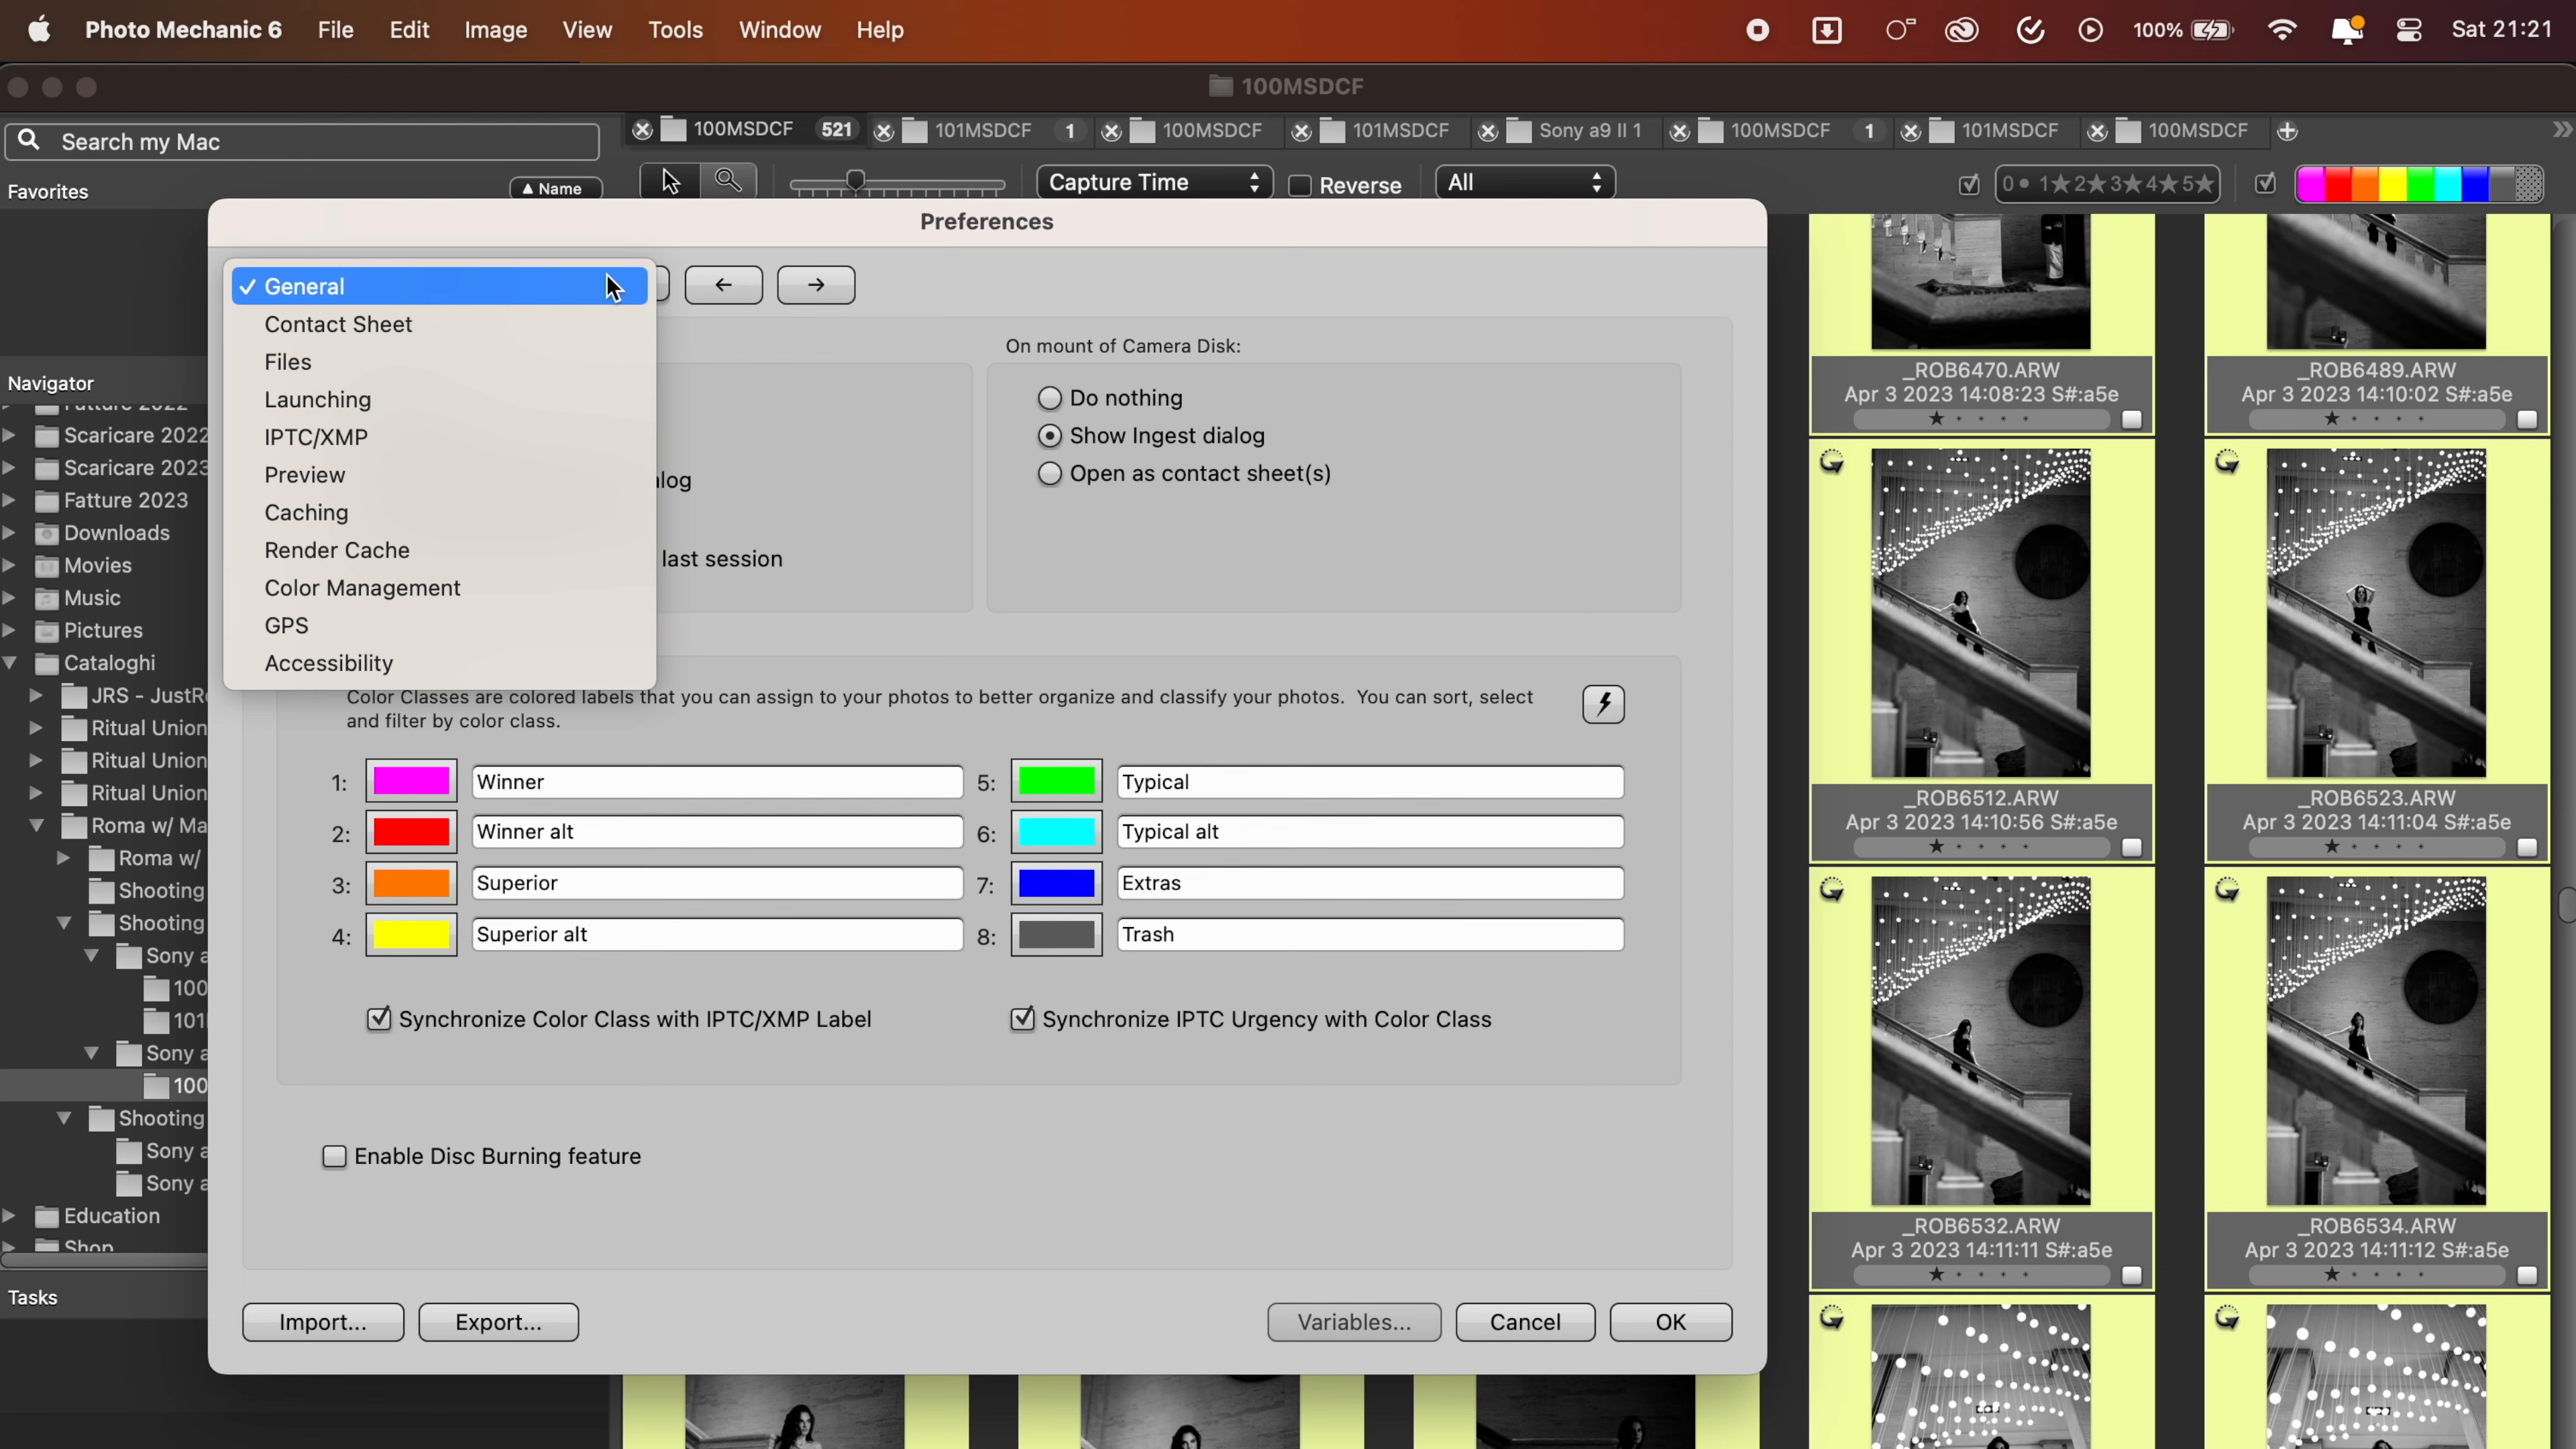 Photo Mechanic 6 File Edit Image View Tools Window Help 100% Sat 21:21
100MSDCF
Search my Mac
100MSDCF 521 101MSDCF 1 100MSDCF 101MSDCF Sony a9 II 1 100MSDCF 1 101MSDCF 100MSDCF
Favorites
Name
Capture Time
Reverse
All
0 1★2★3★4★5★
Preferences
General
Contact Sheet
Files
Launching
IPTC/XMP
Preview
Caching
Render Cache
Color Management
GPS
Accessibility
last session
On mount of Camera Disk:
Do nothing
Show Ingest dialog
Open as contact sheet(s)
Color Classes are colored labels that you can assign to your photos to better organize and classify your photos. You can sort, select
and filter by color class.
1: Winner
2: Winner alt
3: Superior
4: Superior alt
5: Typical
6: Typical alt
7: Extras
8: Trash
Synchronize Color Class with IPTC/XMP Label
Synchronize IPTC Urgency with Color Class
Enable Disc Burning feature
Import...
Export...
Variables...
Cancel
OK
Navigator
Scaricare 2022
Scaricare 2023
Fatture 2023
Downloads
Movies
Music
Pictures
Cataloghi
JRS - JustR
Ritual Union
Ritual Union
Ritual Union
Roma w/ Ma
Roma w/
Shooting
Shooting
Sony a
100
101
Sony a
100
Shooting
Sony a
Sony a
Education
Shop
Tasks
_ROB6470.ARW
Apr 3 2023 14:08:23 S#:a5e
_ROB6489.ARW
Apr 3 2023 14:10:02 S#:a5e
_ROB6512.ARW
Apr 3 2023 14:10:56 S#:a5e
_ROB6523.ARW
Apr 3 2023 14:11:04 S#:a5e
_ROB6532.ARW
Apr 3 2023 14:11:11 S#:a5e
_ROB6534.ARW
Apr 3 2023 14:11:12 S#:a5e